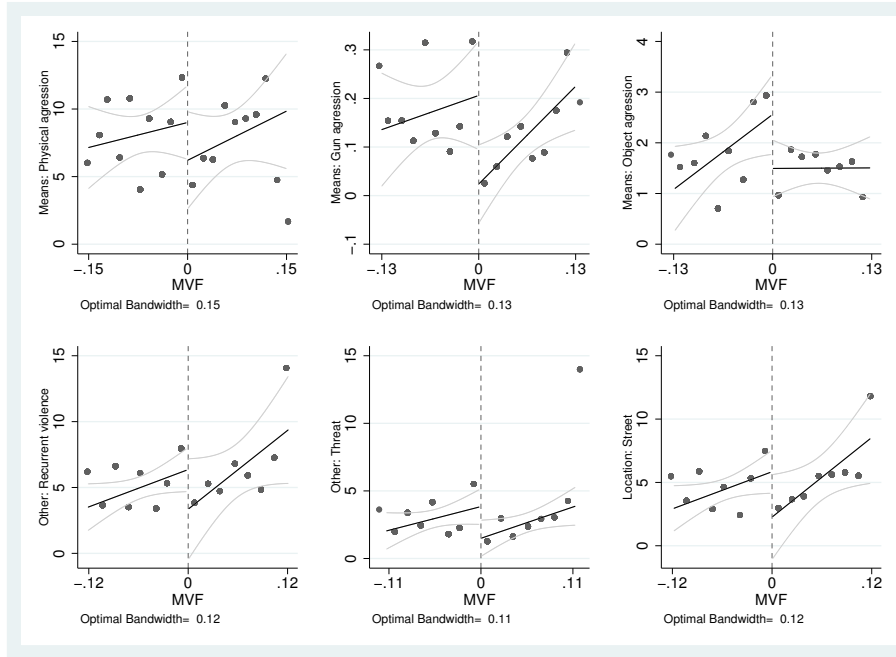 Means: Physical agression
15
10
5
0
−.15
0
.15
MVF
Optimal Bandwidth= 0.15
Means: Gun agression
.3
.2
.1
0
−.1
−.13
0
.13
MVF
Optimal Bandwidth= 0.13
Means: Object agression
4
3
2
1
0
−.13
0
.13
MVF
Optimal Bandwidth= 0.13
Other: Recurrent violence
15
10
5
0
−.12
0
.12
MVF
Optimal Bandwidth= 0.12
Other: Threat
15
10
5
0
−.11
0
.11
MVF
Optimal Bandwidth= 0.11
Location: Street
15
10
5
0
−.12
0
.12
MVF
Optimal Bandwidth= 0.12